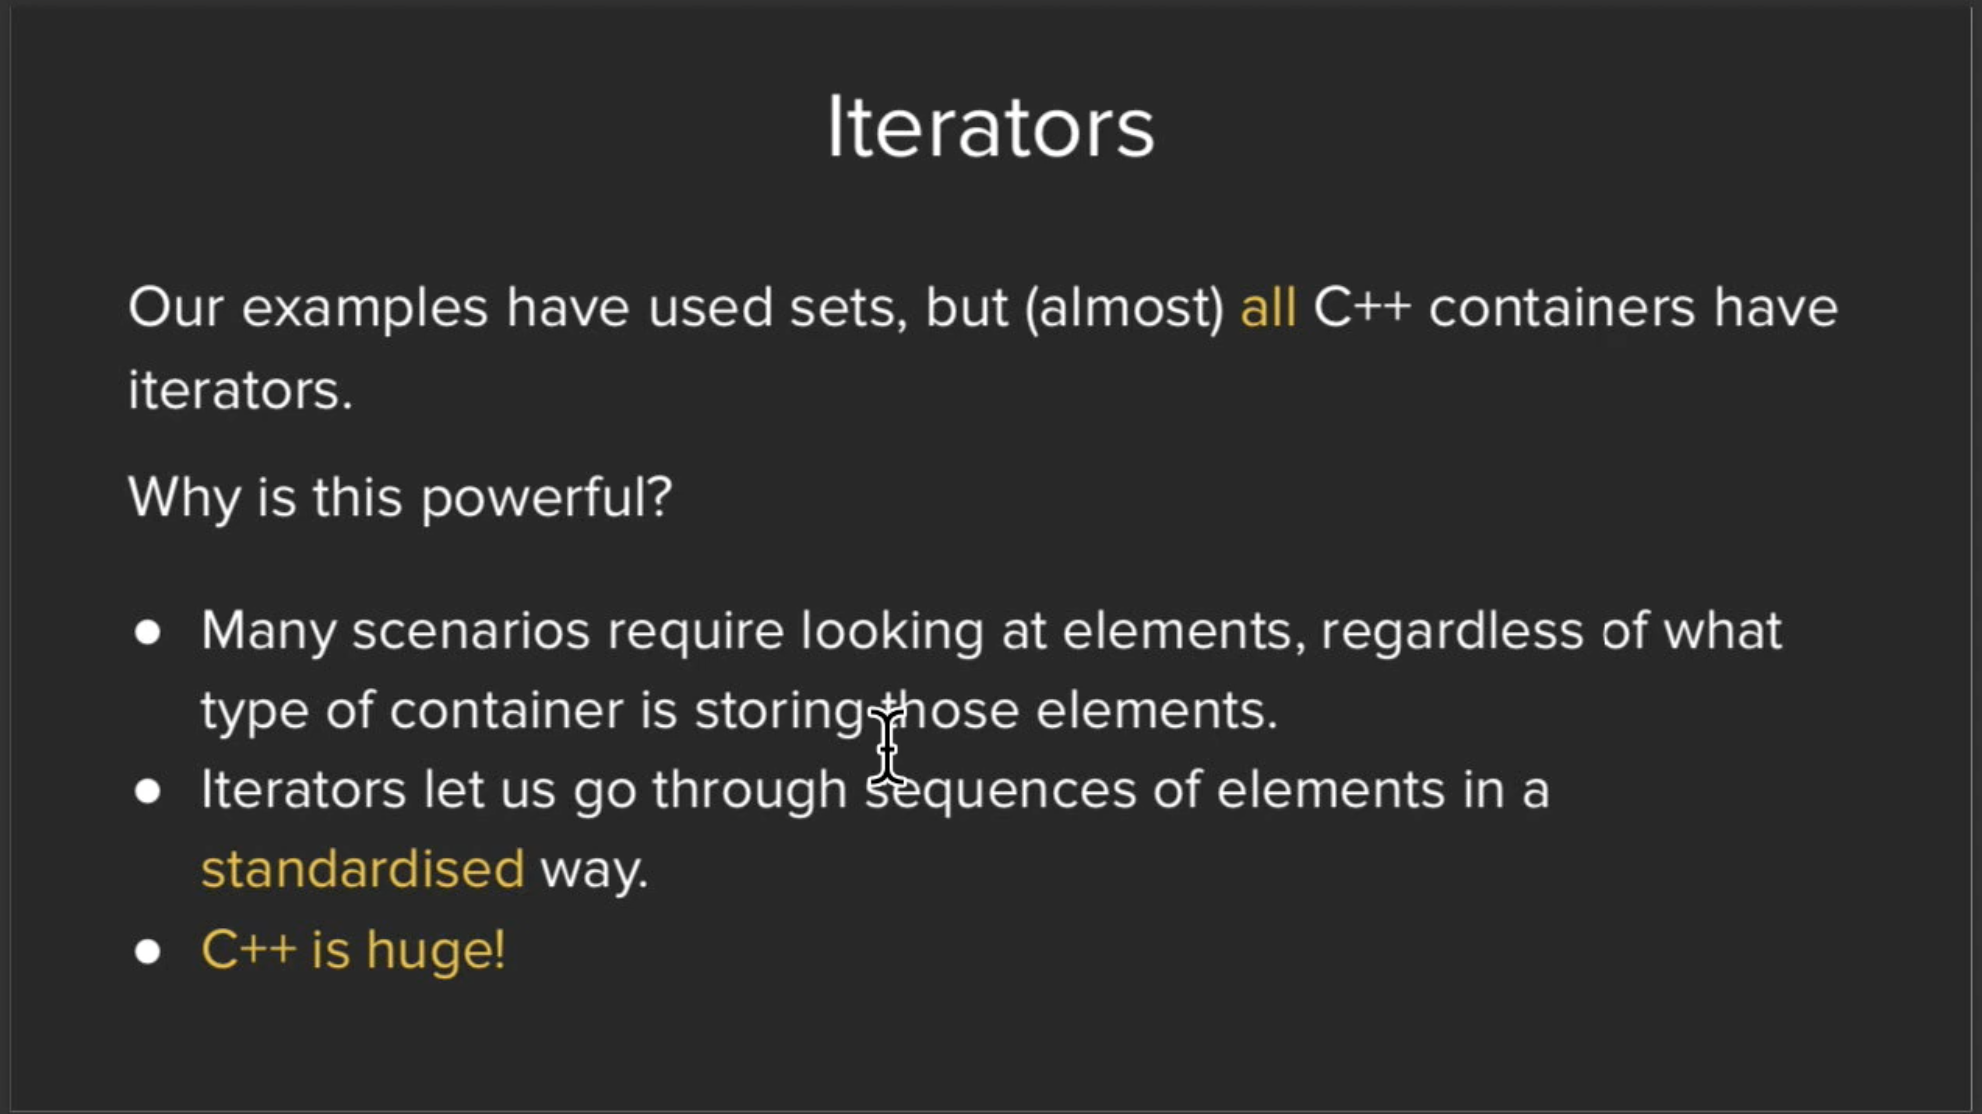 Iterators
Our examples have used sets, but (almost) all C++ containers have
iterators.
Why is this powerful?
● Many scenarios require looking at elements, regardless of what
type of container is storing those elements.
● Iterators let us go through sequences of elements in a
standardised way.
● C++ is huge!